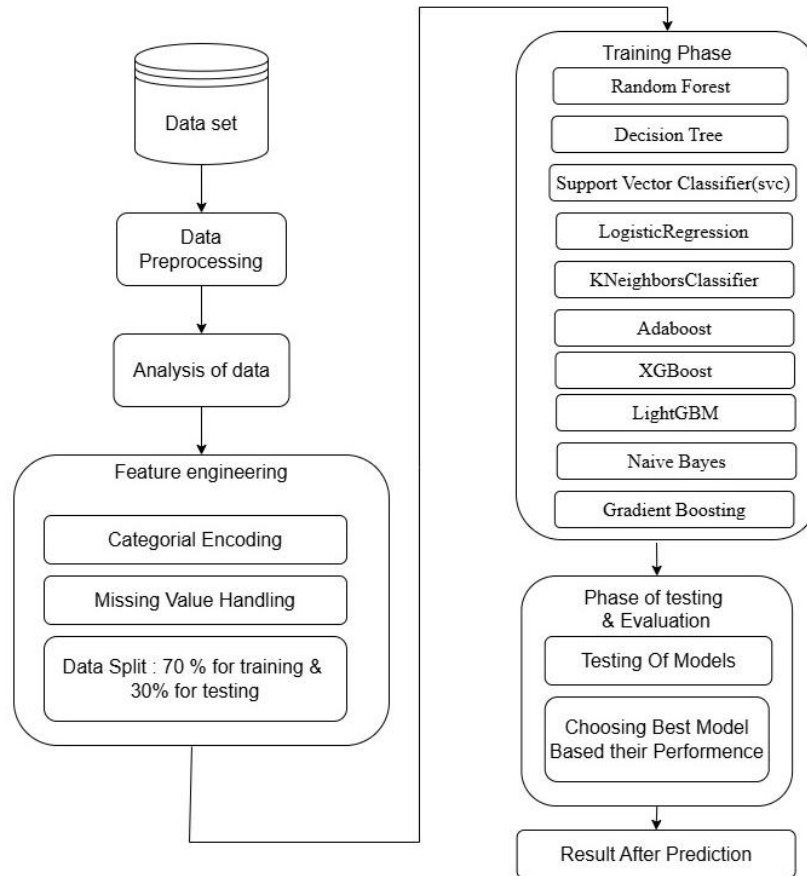 Data set
Data
Preprocessing
Analysis of data
Feature engineering
Categorial Encoding
Missing Value Handling
Data Split : 70 % for training &
30% for testing
Training Phase
Random Forest
Decision Tree
Support Vector Classifier(svc)
LogisticRegression
KNeighborsClassifier
Adaboost
XGBoost
LightGBM
Naive Bayes
Gradient Boosting
Phase of testing
& Evaluation
Testing Of Models
Choosing Best Model
Based their Performence
Result After Prediction